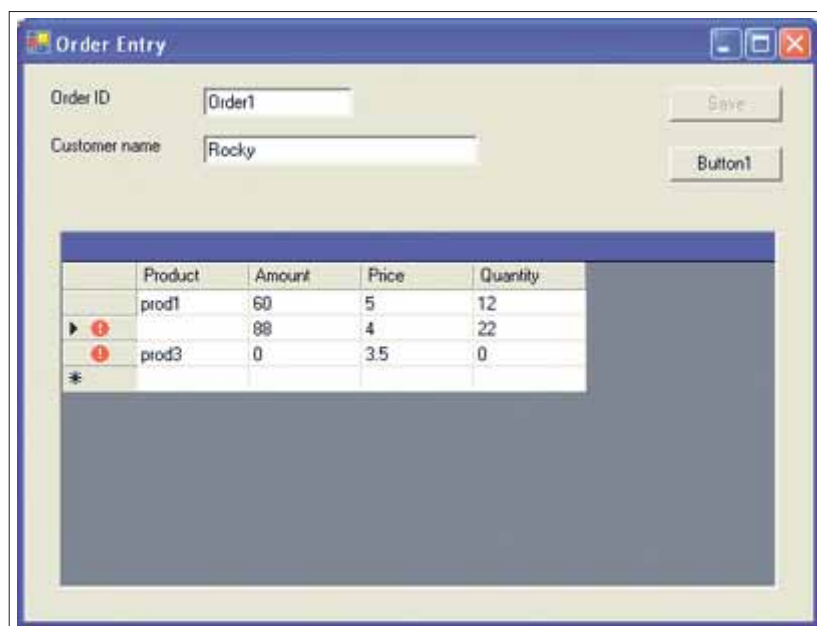 Order Entry
Order ID
Order1
Save
Customer name
Rocky
Button1
Product Amount Price Quantity
prod1 60 5 12
88 4 22
prod3 0 3.5 0
*